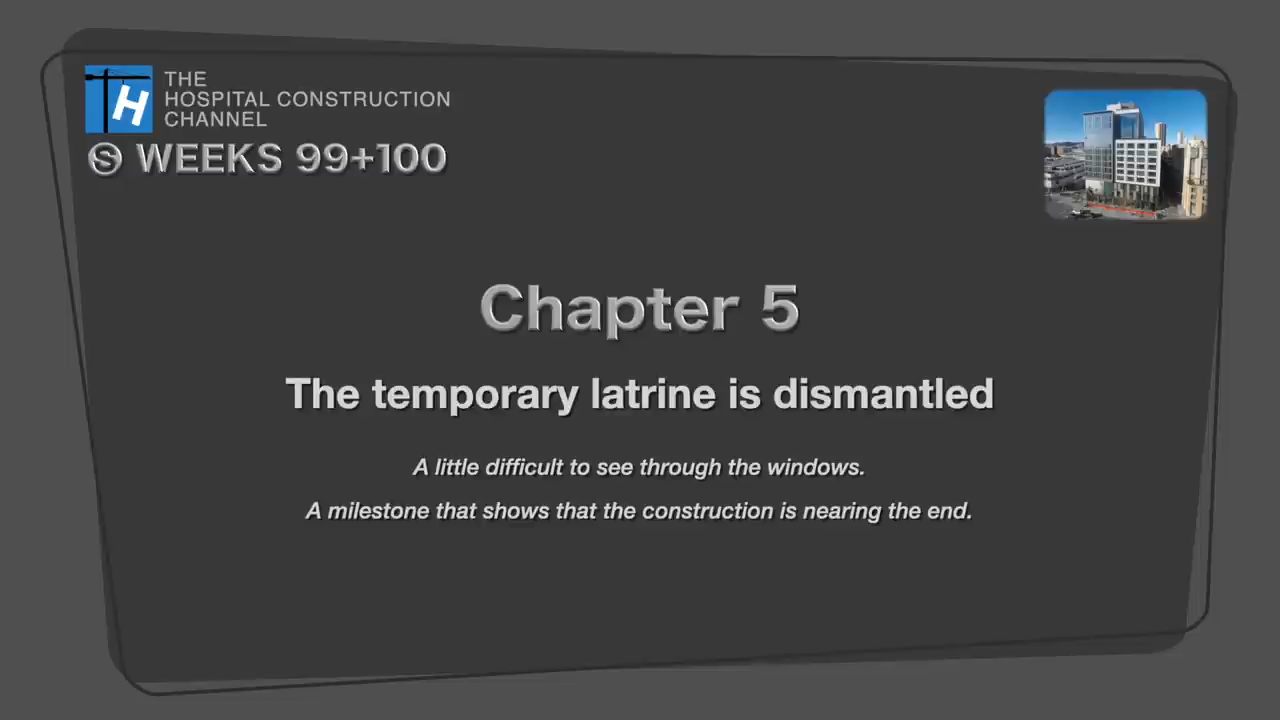 THE
HOSPITAL CONSTRUCTION
CHANNEL
H
S WEEKS 99+100
Chapter 5
The temporary latrine is dismantled
A little difficult to see through the windows.
A milestone that shows that the construction is nearing the end.